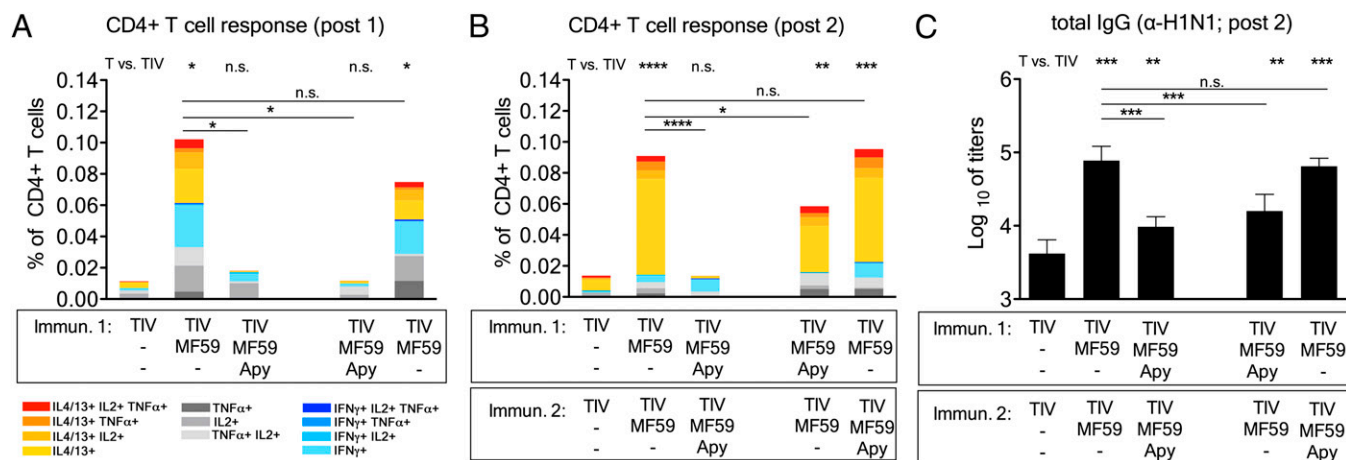 A
CD4+ T cell response (post 1)
T vs. TIV * n.s. n.s. *
n.s.
*
*
% of CD4+ T cells
0.14
0.12
0.10
0.08
0.06
0.04
0.02
0.00
Immun. 1: TIV TIV TIV TIV TIV
- MF59 MF59 MF59 MF59
- - Apy Apy -
IL4/13+ IL2+ TNFα+
IL4/13+ TNFα+
IL4/13+ IL2+
IL4/13+
TNFα+
IL2+
TNFα+ IL2+
IFNγ+ IL2+ TNFα+
IFNγ+ TNFα+
IFNγ+ IL2+
IFNγ+
B
CD4+ T cell response (post 2)
T vs. TIV **** n.s. ** ***
n.s.
*
****
% of CD4+ T cells
0.14
0.12
0.10
0.08
0.06
0.04
0.02
0.00
Immun. 1: TIV TIV TIV TIV TIV
- MF59 MF59 MF59 MF59
- - Apy Apy -
Immun. 2: TIV TIV TIV TIV TIV
- MF59 MF59 MF59 MF59
- - Apy - Apy
C
total IgG (α-H1N1; post 2)
T vs. TIV *** ** ** ***
n.s.
***
***
Log 10 of titers
6
5
4
3
Immun. 1: TIV TIV TIV TIV TIV
- MF59 MF59 MF59 MF59
- - Apy Apy -
Immun. 2: TIV TIV TIV TIV TIV
- MF59 MF59 MF59 MF59
- - Apy - Apy